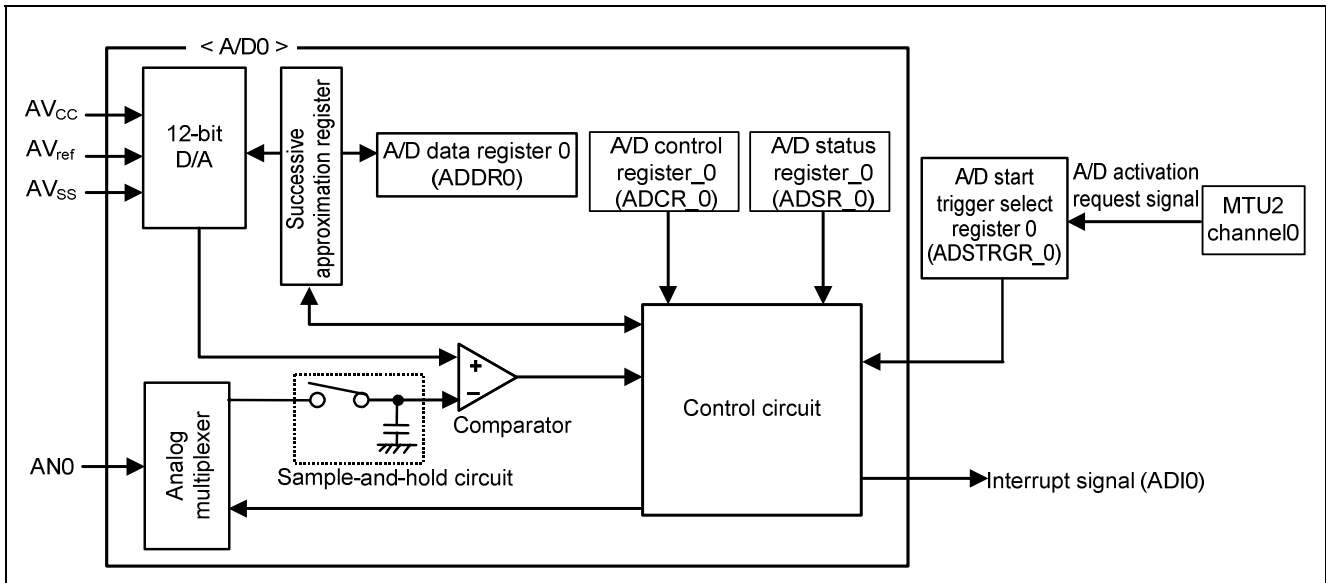 < A/D0 >
AVCC
AVref
AVSS
12-bit
D/A
Successive
approximation register
A/D data register 0
(ADDR0)
A/D control
register_0
(ADCR_0)
A/D status
register_0
(ADSR_0)
A/D start
trigger select
register 0
(ADSTRGR_0)
A/D activation
request signal
MTU2
channel0
+
−
Comparator
Control circuit
Sample-and-hold circuit
AN0
Analog
multiplexer
Interrupt signal (ADI0)